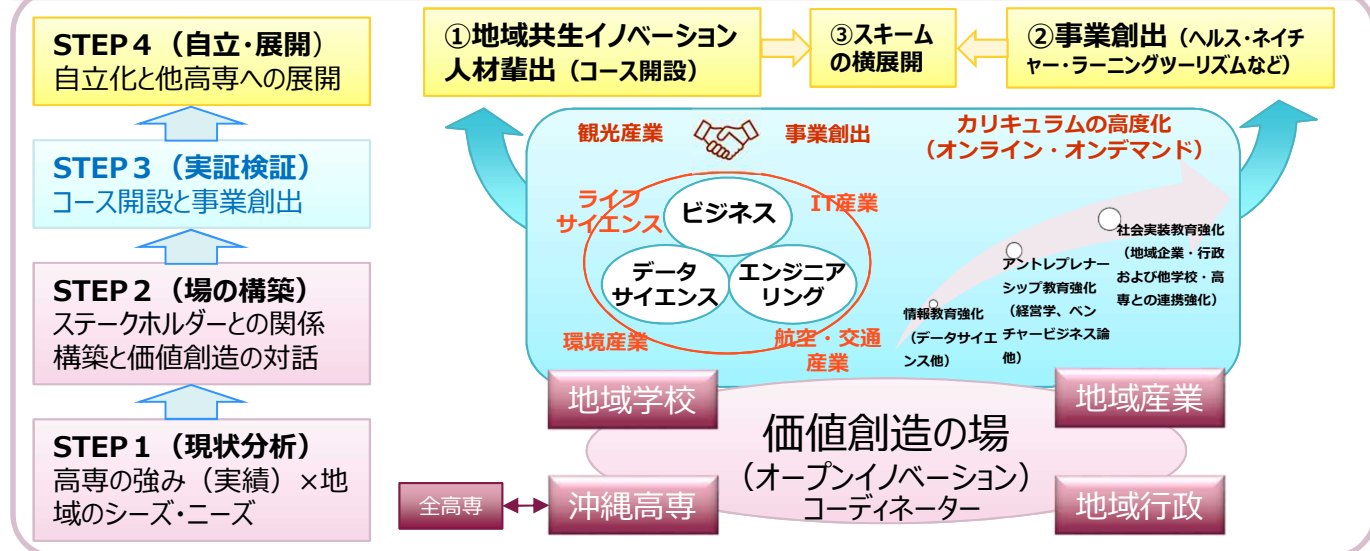 STEP4（自立・展開）
自立化と他高専への展開
STEP3（実証検証）
コース開設と事業創出
STEP2（場の構築）
ステークホルダーとの関係
構築と価値創造の対話
STEP1（現状分析）
高専の強み（実績）×地
域のシーズ・ニーズ
①地域共生イノベーション
人材輩出（コース開設）
③スキーム
の横展開
②事業創出（ヘルス・ネイチ
ャー・ラーニングツーリズムなど）
観光産業
事業創出
ライフ
サイエンス
IT産業
ビジネス
データ
サイエンス
エンジニア
リング
環境産業
航空・交通
産業
カリキュラムの高度化
（オンライン・オンデマンド）
情報教育強化
（データサイエ
ンス他）
アントレプレナー
シップ教育強化
（経営学、ベン
チャービジネス論
他）
社会実装教育強化
（地域企業・行政
および他学校・高
専との連携強化）
地域学校
地域産業
価値創造の場
（オープンイノベーション）
コーディネーター
全高専
沖縄高専
地域行政